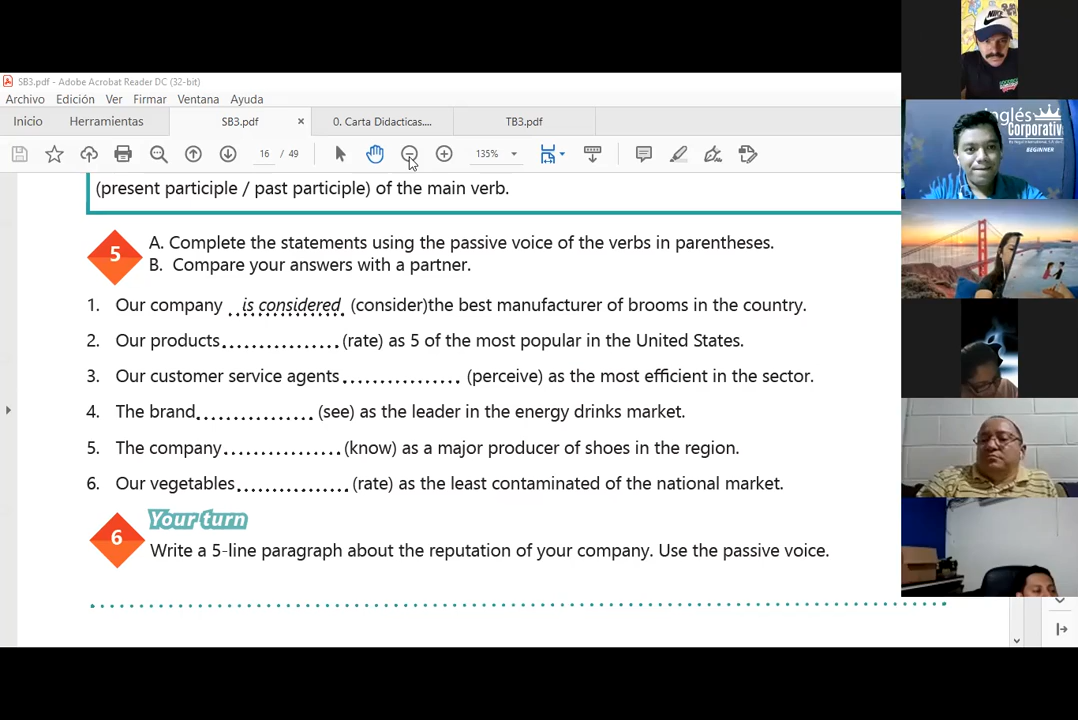 SB3.pdf - Adobe Acrobat Reader DC (32-bit)
Archivo Edición Ver Firmar Ventana Ayuda
Inicio Herramientas SB3.pdf × 0. Carta Didacticas.... TB3.pdf
16 / 49 135%
(present participle / past participle) of the main verb.
5
A. Complete the statements using the passive voice of the verbs in parentheses.
B. Compare your answers with a partner.
1. Our company is considered (consider)the best manufacturer of brooms in the country.
2. Our products................ (rate) as 5 of the most popular in the United States.
3. Our customer service agents................ (perceive) as the most efficient in the sector.
4. The brand................ (see) as the leader in the energy drinks market.
5. The company................ (know) as a major producer of shoes in the region.
6. Our vegetables................ (rate) as the least contaminated of the national market.
Your turn
6
Write a 5-line paragraph about the reputation of your company. Use the passive voice.
NIKE
inglés
Corporativ
BEGINNER